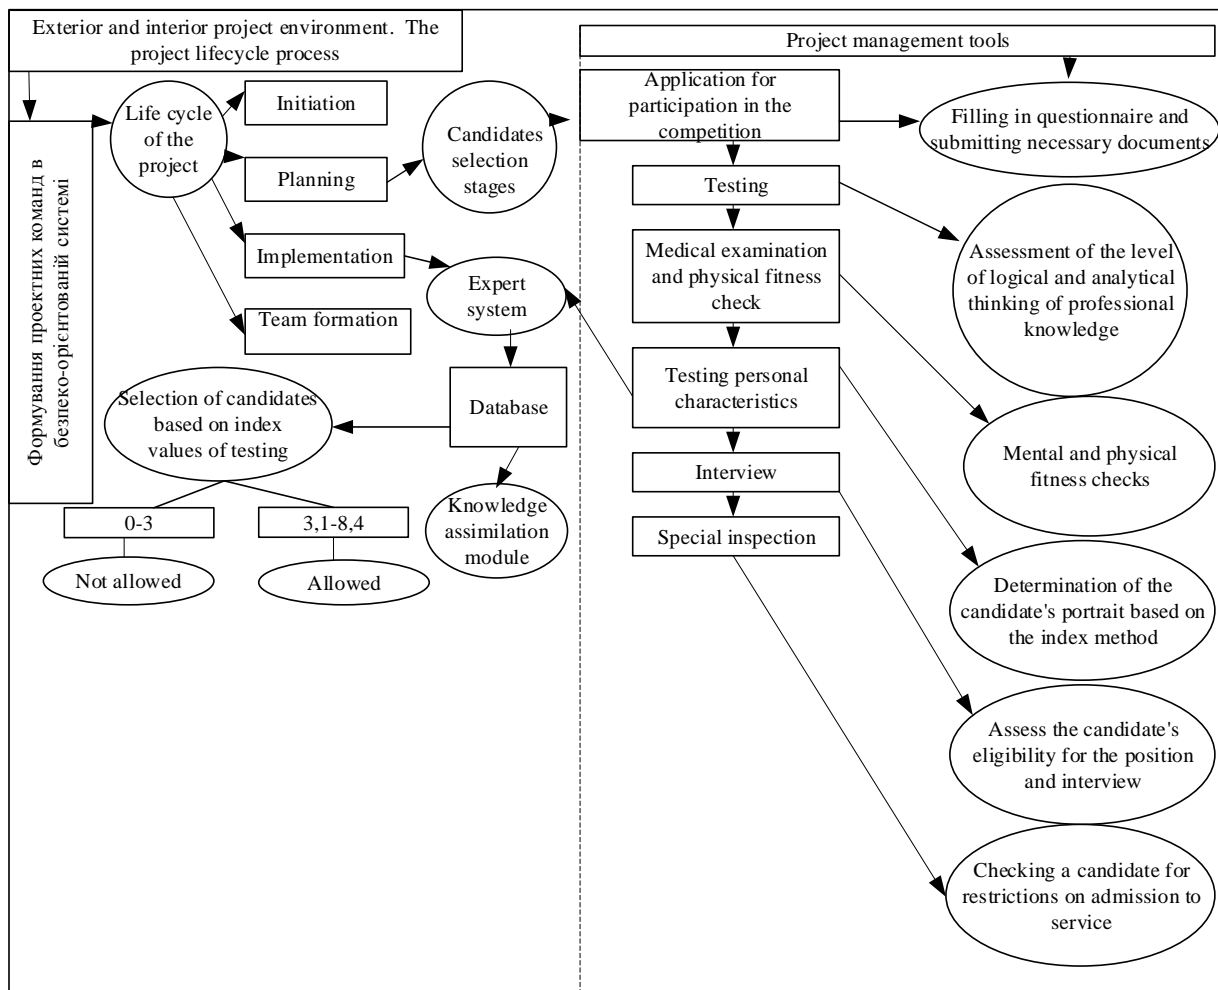 Exterior and interior project environment.  The
project lifecycle process
Формування проектних команд в
безпеко-орієнтованій системі
Life cycle
of the
project
Initiation
Planning
Implementation
Team formation
Candidates
selection
stages
Expert
system
Database
Selection of candidates
based on index
values of testing
0-3
3,1-8,4
Not allowed
Allowed
Knowledge
assimilation
module
Project management tools
Application for
participation in the
competition
Testing
Medical examination
and physical fitness
check
Testing personal
characteristics
Interview
Special inspection
Filling in questionnaire and
submitting necessary documents
Assessment of the level
of logical and analytical
thinking of professional
knowledge
Mental and physical
fitness checks
Determination of the
candidate's portrait based on
the index method
Assess the candidate's
eligibility for the position
and interview
Checking a candidate for
restrictions on admission to
service